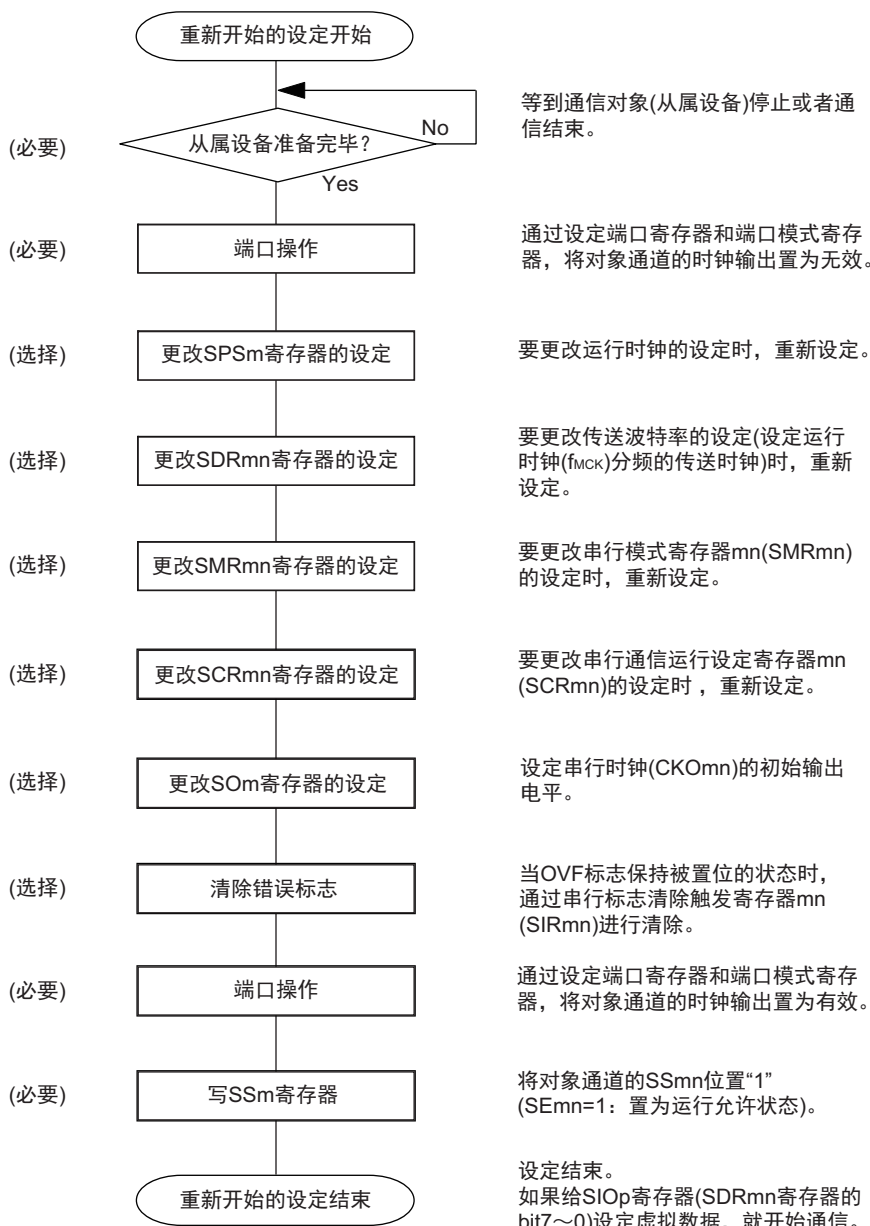 重新开始的设定开始
等到通信对象(从属设备)停止或者通
信结束。
(必要)
从属设备准备完毕?
No
Yes
(必要)
端口操作
通过设定端口寄存器和端口模式寄存
器，将对象通道的时钟输出置为无效。
(选择)
更改SPSm寄存器的设定
要更改运行时钟的设定时，重新设定。
(选择)
更改SDRmn寄存器的设定
要更改传送波特率的设定(设定运行
时钟(fMCK)分频的传送时钟)时，重新
设定。
(选择)
更改SMRmn寄存器的设定
要更改串行模式寄存器mn(SMRmn)
的设定时，重新设定。
(选择)
更改SCRmn寄存器的设定
要更改串行通信运行设定寄存器mn
(SCRmn)的设定时，重新设定。
(选择)
更改SOm寄存器的设定
设定串行时钟(CKOmn)的初始输出
电平。
(选择)
清除错误标志
当OVF标志保持被置位的状态时，
通过串行标志清除触发寄存器mn
(SIRmn)进行清除。
(必要)
端口操作
通过设定端口寄存器和端口模式寄存
器，将对象通道的时钟输出置为有效。
(必要)
写SSm寄存器
将对象通道的SSmn位置“1”
(SEmn=1：置为运行允许状态)。
重新开始的设定结束
设定结束。
如果给SIOp寄存器(SDRmn寄存器的
bit7～0)设定虚拟数据，就开始通信。